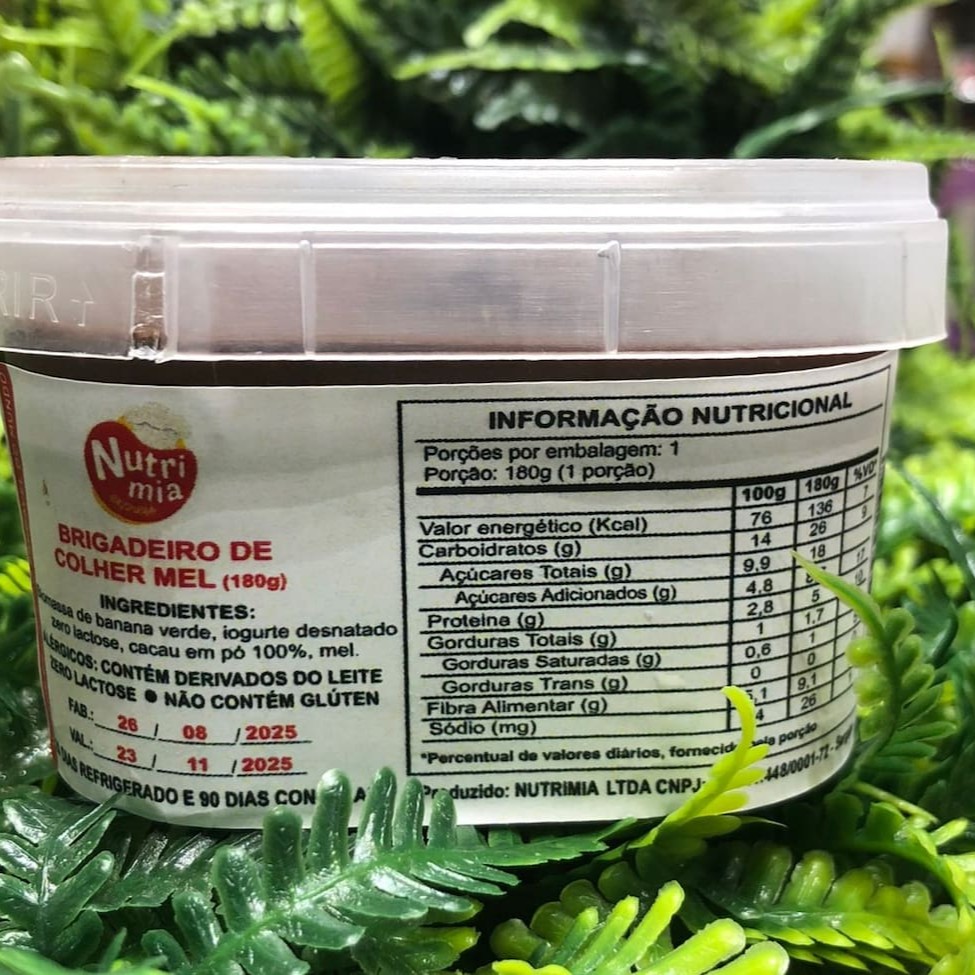 RIR
Nutri
mia
BRIGADEIRO DE
COLHER MEL (180g)
INGREDIENTES:
de banana verde, iogurte desnatado
zero lactose, cacau em pó 100%, mel.
ALÉRGICOS: CONTÉM DERIVADOS DO LEITE
ZERO LACTOSE ● NÃO CONTÉM GLÚTEN
FAB.: 26 / 08 / 2025
VAL.: 23 / 11 / 2025
DIAS REFRIGERADO E 90 DIAS
INFORMAÇÃO NUTRICIONAL
Porções por embalagem: 1
Porção: 180g (1 porção)
100g 180g %VD*
Valor energético (Kcal) 76 136 7
Carboidratos (g) 14 26 9
Açúcares Totais (g) 9,9 18
Açúcares Adicionados (g) 4,8 17
Proteína (g) 2,8 5
Gorduras Totais (g) 1 1,7
Gorduras Saturadas (g) 0,6 1
Gorduras Trans (g) 0 0
Fibra Alimentar (g) 9,1
Sódio (mg) 26
*Percentual de valores diários, pela porção
Produzido: NUTRIMIA LTDA CNPJ: